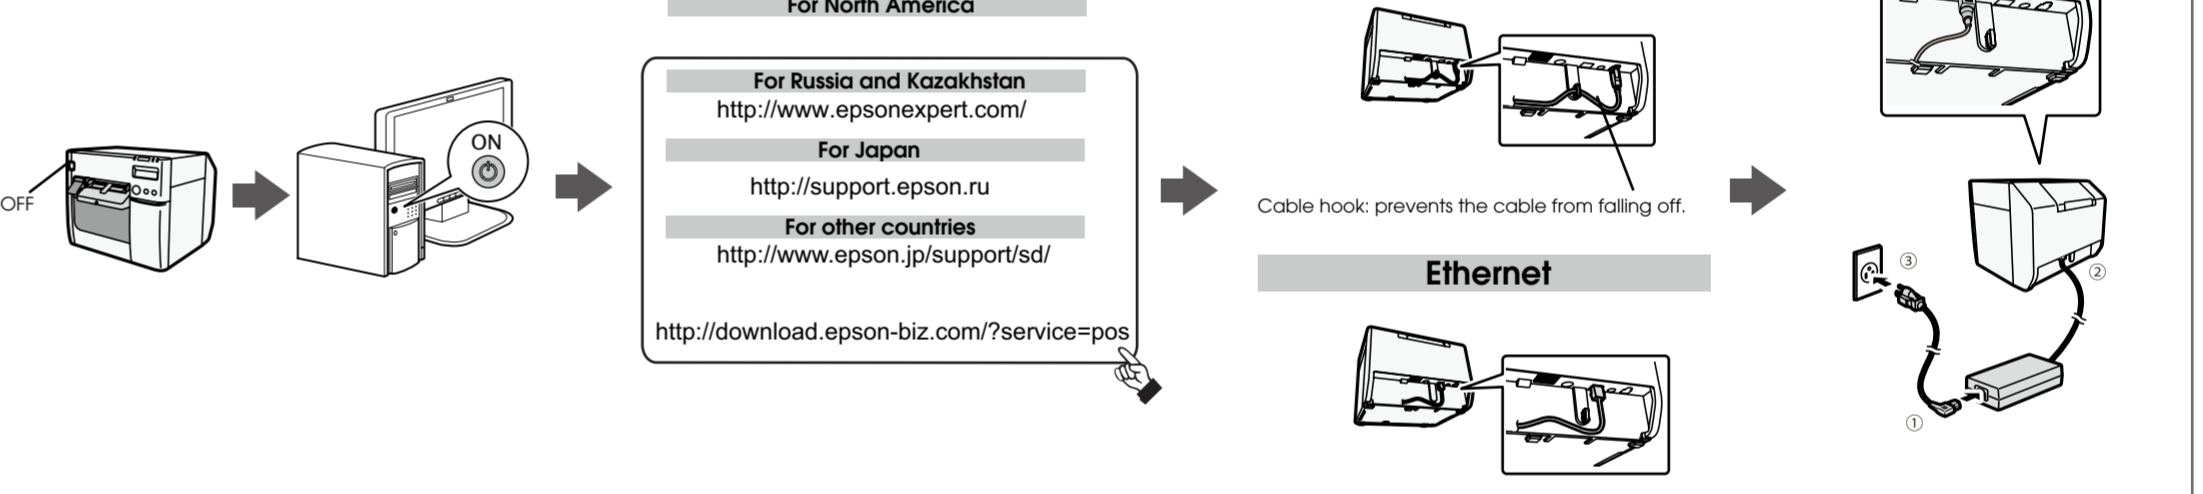 OFF
ON
For North America
For Russia and Kazakhstan
http://www.epsonexpert.com/
For Japan
http://support.epson.ru
For other countries
http://www.epson.jp/support/sd/
http://download.epson-biz.com/?service=pos
Cable hook: prevents the cable from falling off.
Ethernet
③
②
①